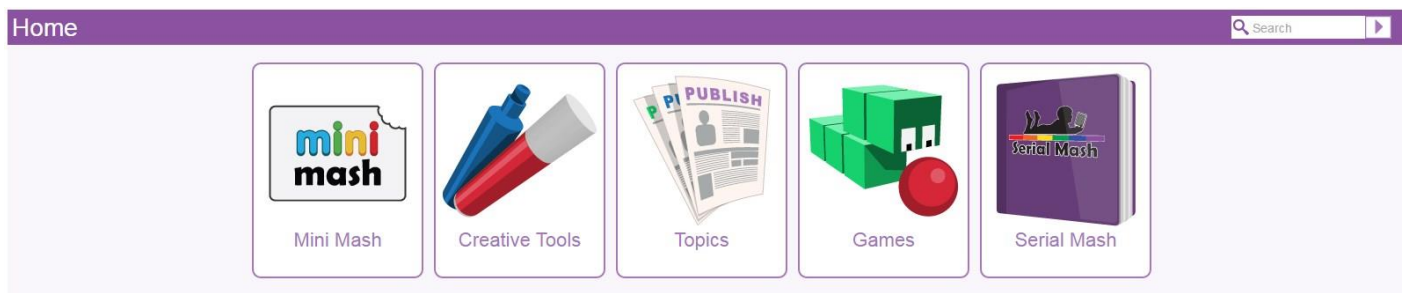 Home
Search
mini
mash
Mini Mash
Creative Tools
PUBLISH
Topics
Games
Serial Mash
Serial Mash